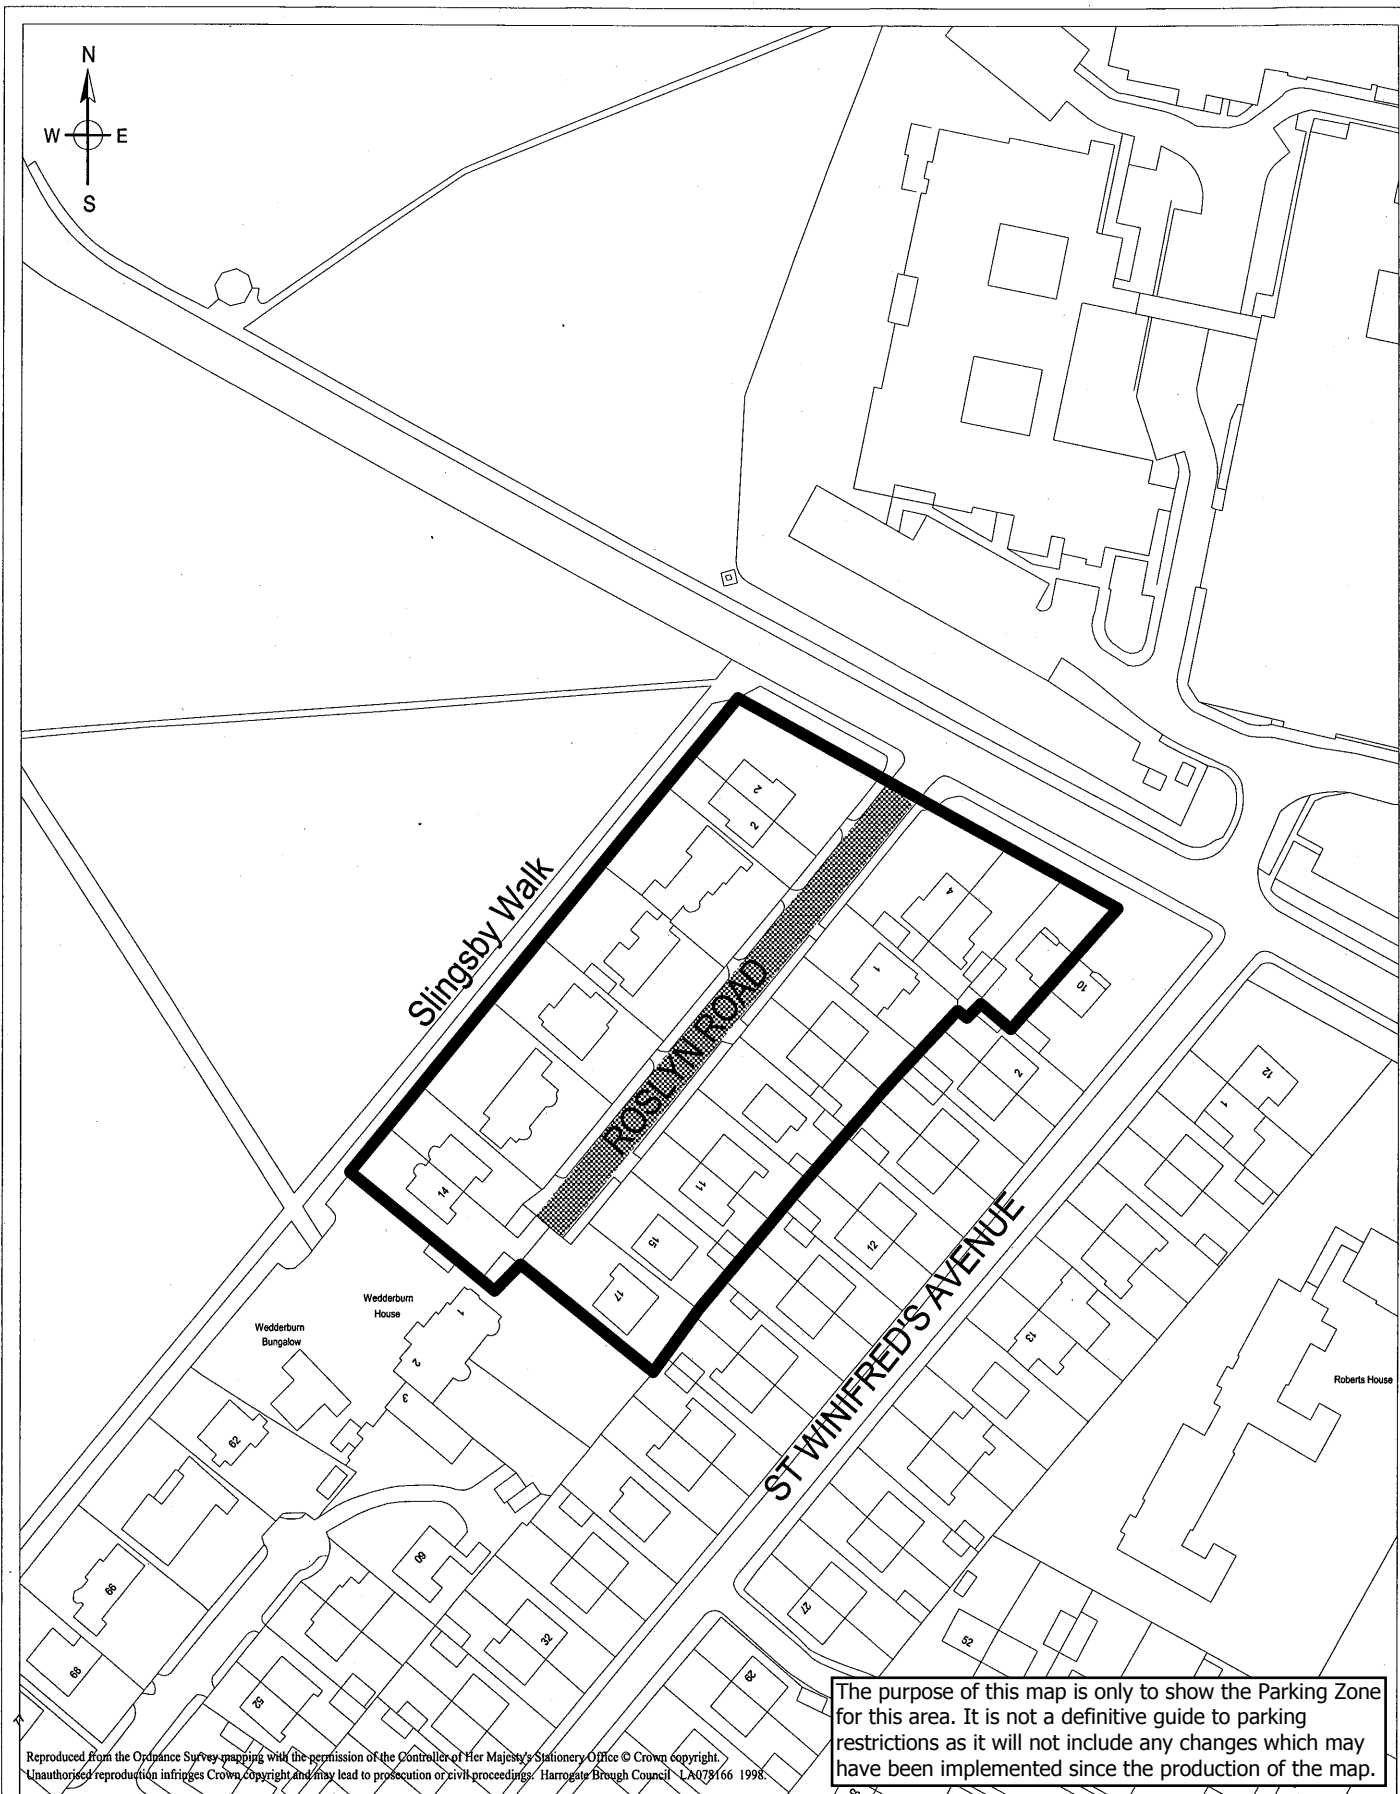 N
W E
S
2
2
4
1
10
Slingsby Walk
ROSLYN ROAD
2
12
1
14
11
15
12
17
ST WINIFRED'S AVENUE
13
Wedderburn
House
1
Wedderburn
Bungalow
2
3
Roberts House
62
60
66
27
32
52
68
29
52
The purpose of this map is only to show the Parking Zone
for this area. It is not a definitive guide to parking
restrictions as it will not include any changes which may
have been implemented since the production of the map.
Reproduced from the Ordnance Survey mapping with the permission of the Controller of Her Majesty's Stationery Office © Crown copyright.
Unauthorised reproduction infringes Crown copyright and may lead to prosecution or civil proceedings. Harrogate Brough Council LA078166 1998.